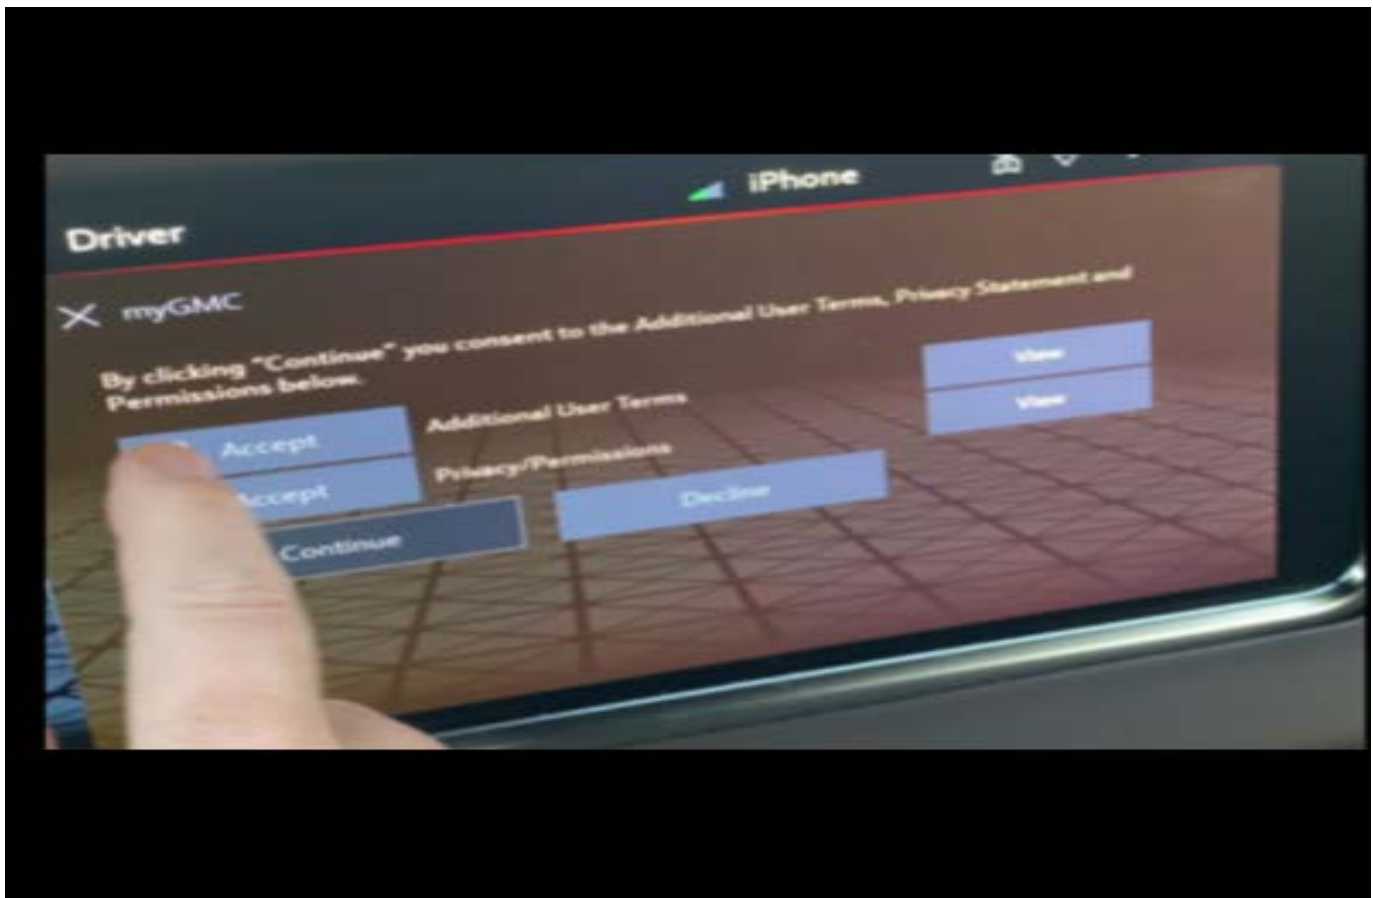 iPhone
Driver
myGMC
By clicking "Continue" you consent to the Additional User Terms, Privacy Statement and
Permissions below.
Accept
Additional User Terms
View
Accept
Privacy/Permissions
View
Continue
Decline